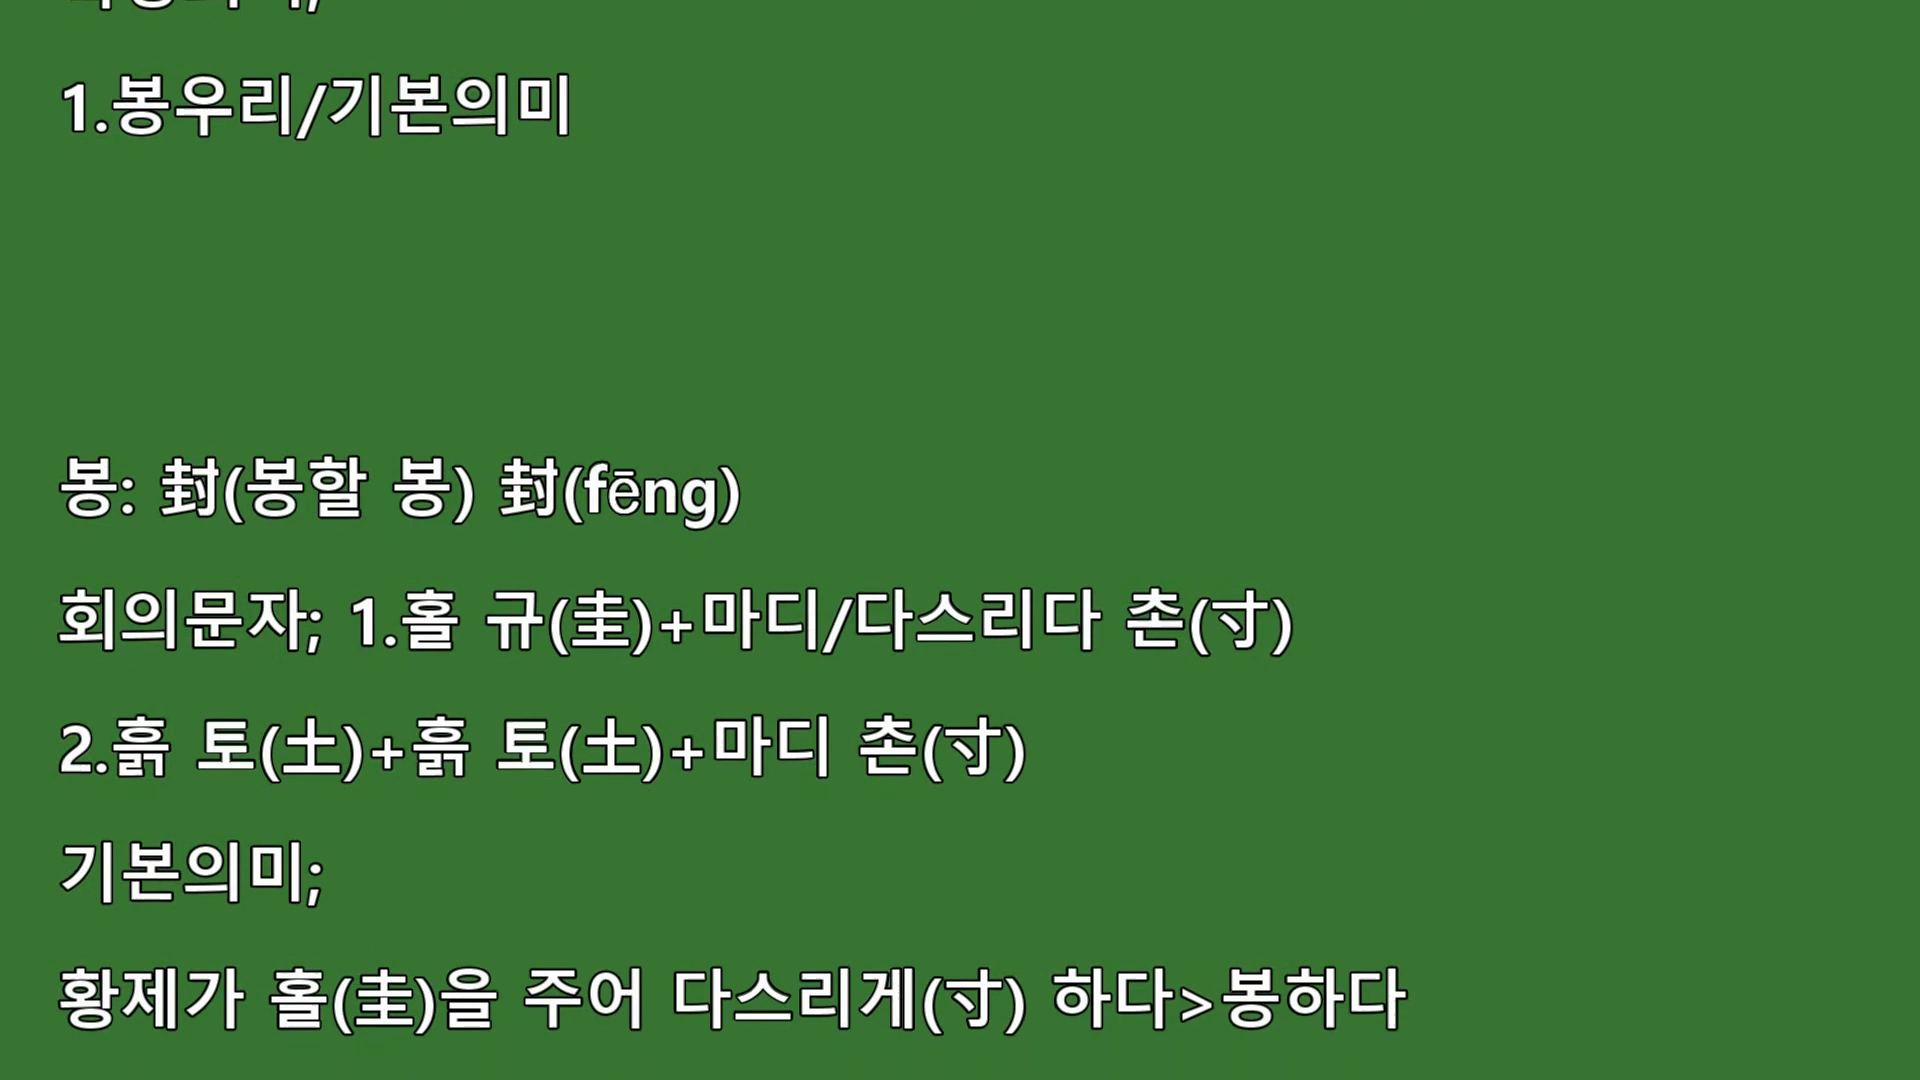 1.봉우리/기본의미
봉: 封(봉할 봉) 封(fēng)
회의문자; 1.홀 규(圭)+마디/다스리다 촌(寸)
2.흙 토(土)+흙 토(土)+마디 촌(寸)
기본의미;
황제가 홀(圭)을 주어 다스리게(寸) 하다>봉하다